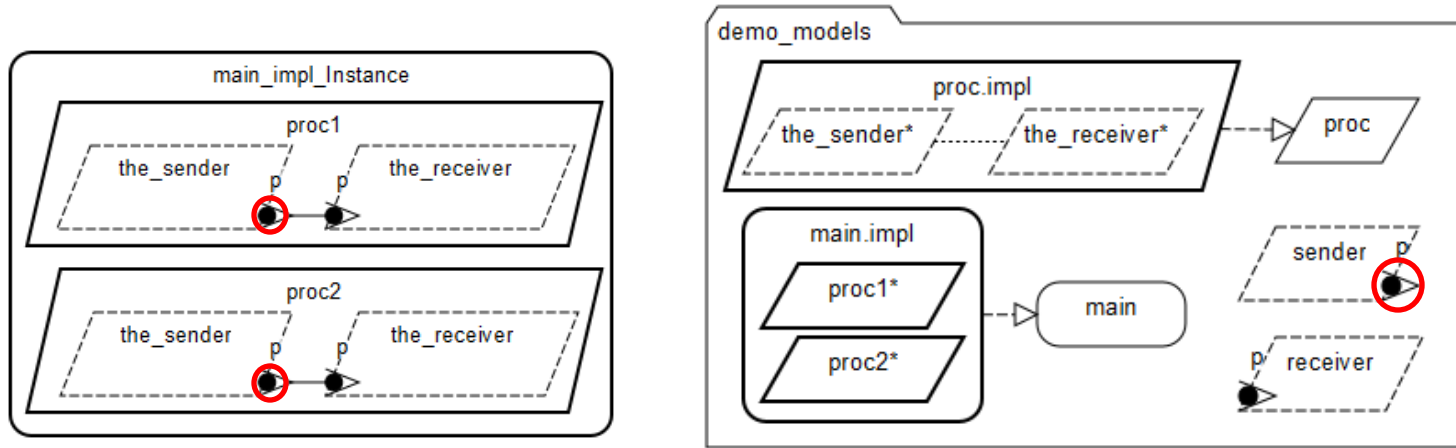 main_impl_Instance
proc1
the_sender
the_receiver
p
p
proc2
the_sender
the_receiver
p
p
demo_models
proc.impl
the_sender*
the_receiver*
proc
main.impl
proc1*
proc2*
main
sender
p
receiver
p